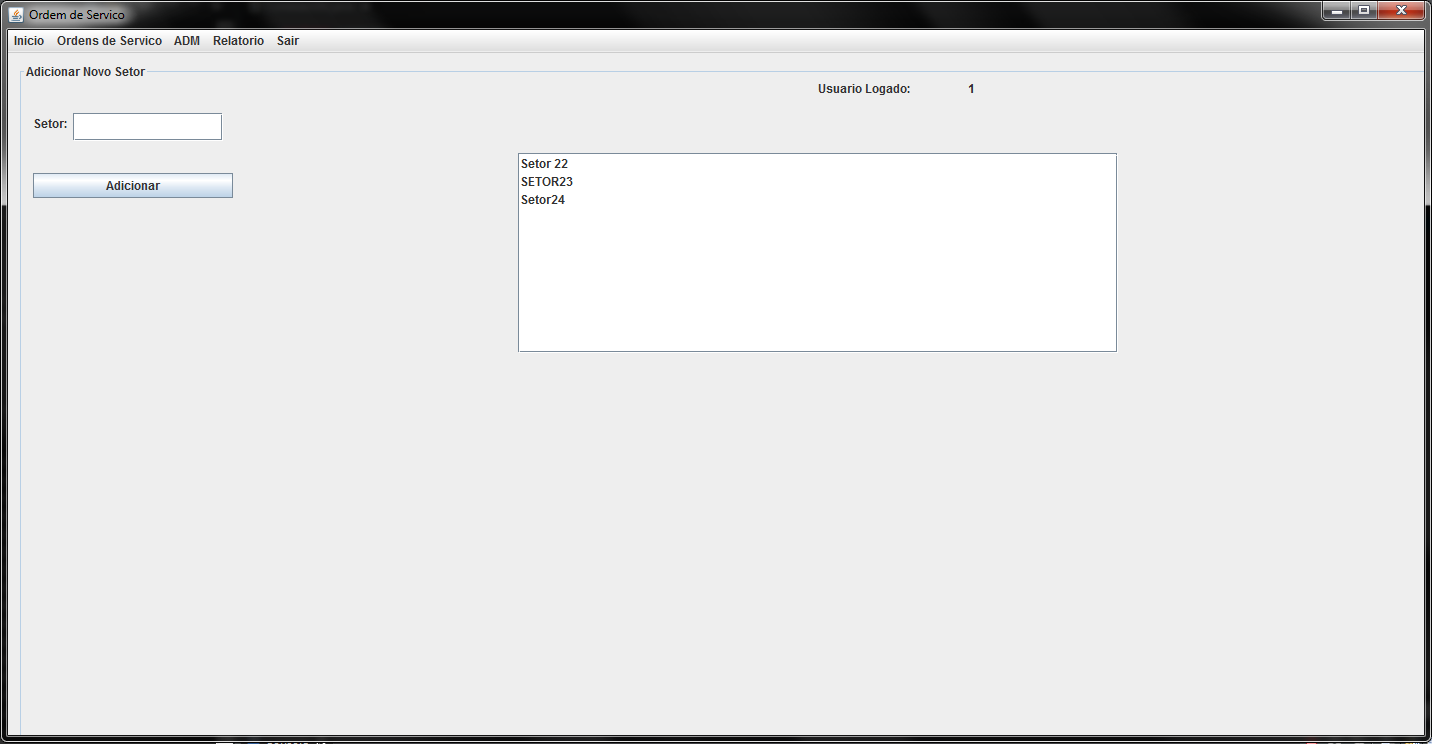 Ordem de Servico
Inicio Ordens de Servico ADM Relatorio Sair
Adicionar Novo Setor
Usuario Logado: 1
Setor:
Adicionar
Setor 22
SETOR23
Setor24